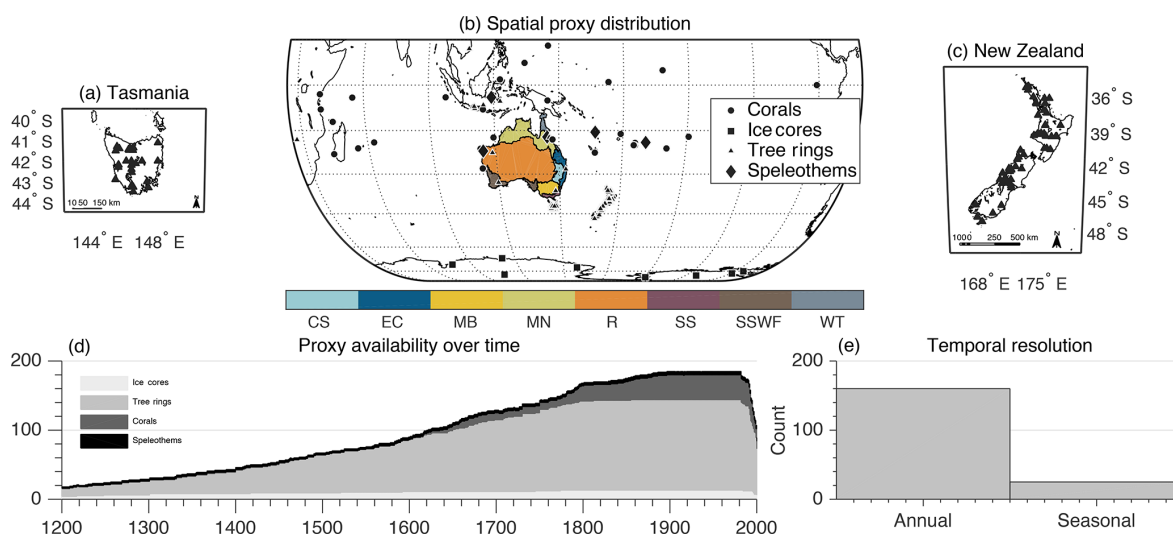 (b) Spatial proxy distribution
(a) Tasmania
40° S
41° S
42° S
43° S
44° S
10 50 150 km
N
144° E 148° E
Corals
Ice cores
Tree rings
Speleothems
(c) New Zealand
36° S
39° S
42° S
45° S
48° S
1000 250 500 km
N
168° E 175° E
CS EC MB MN R SS SSWF WT
(d) Proxy availability over time
200
100
0
Ice cores
Tree rings
Corals
Speleothems
1200 1300 1400 1500 1600 1700 1800 1900 2000
(e) Temporal resolution
Count
200
100
0
Annual Seasonal